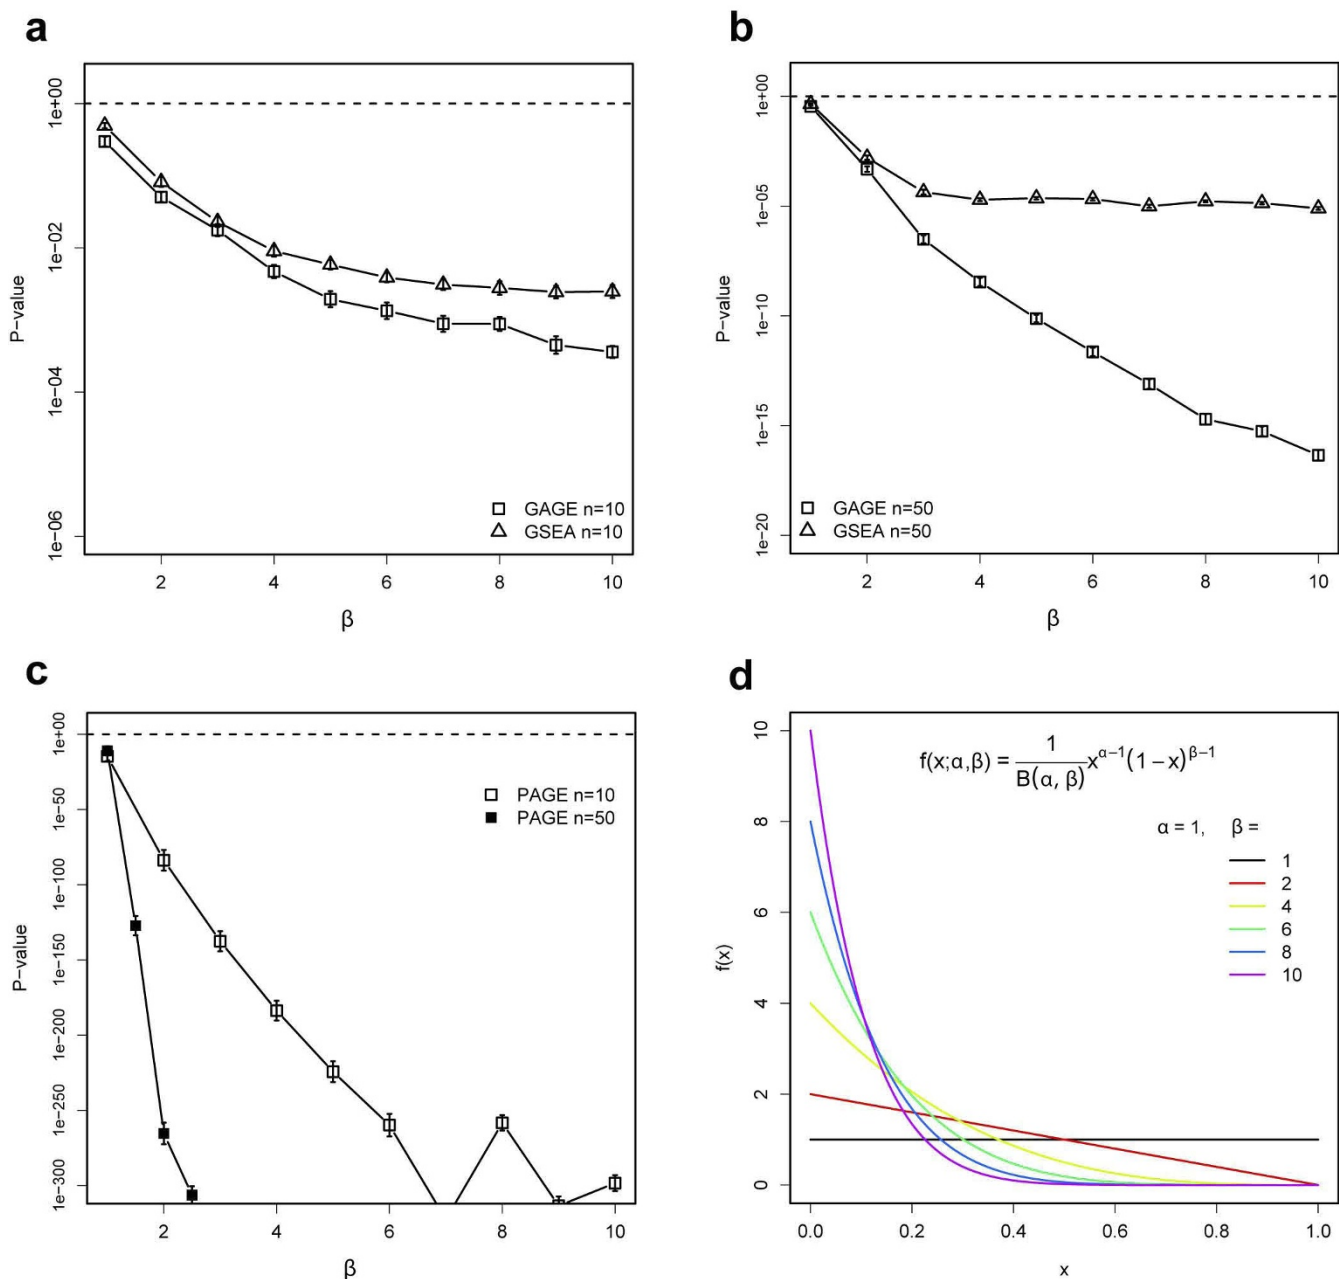 a
1e+00
1e−02
1e−04
1e−06
P−value
GAGE n=10
GSEA n=10
2 4 6 8 10
β
b
1e+00
1e−05
1e−10
1e−15
1e−20
P−value
GAGE n=50
GSEA n=50
2 4 6 8 10
β
c
1e+00
1e−50
1e−100
1e−150
1e−200
1e−250
1e−300
P−value
PAGE n=10
PAGE n=50
2 4 6 8 10
β
d
10
8
6
4
2
0
f(x)
f(x;α,β) = 1/B(α, β) x^α−1 (1−x)^β−1
α = 1, β =
1
2
4
6
8
10
0.0 0.2 0.4 0.6 0.8 1.0
x